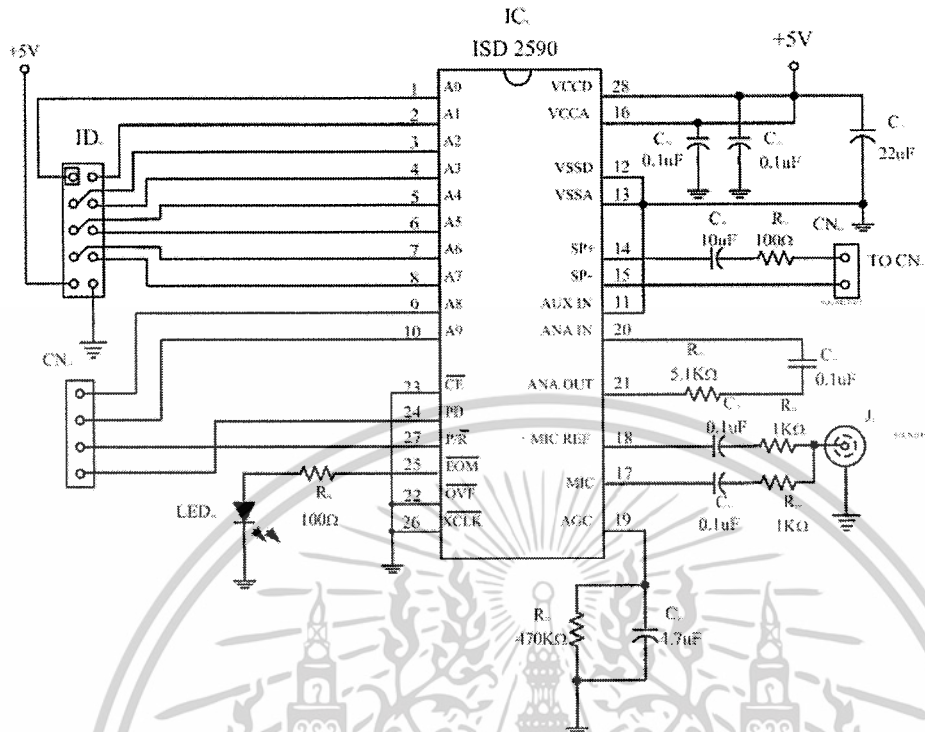 IC
ISD 2590
+5V
+5V
1
A0
2
A1
3
A2
4
A3
5
A4
6
A5
7
A6
8
A7
9
A8
10
A9
23
CE
24
PD
27
P/R
25
EOM
22
OVF
26
XCLK
VCCD
28
VCCA
16
VSSD
12
VSSA
13
SP+
14
SP-
15
AUX IN
11
ANA IN
20
ANA OUT
21
MIC REF
18
MIC
17
AGC
19
ID
CN
LED
R
100Ω
C
0.1uF
C
0.1uF
C
22uF
C
10uF
R
100Ω
CN
TO CN
R
5.1KΩ
C
0.1uF
C
0.1uF
R
1KΩ
J
C
0.1uF
R
1KΩ
R
470KΩ
C
4.7uF